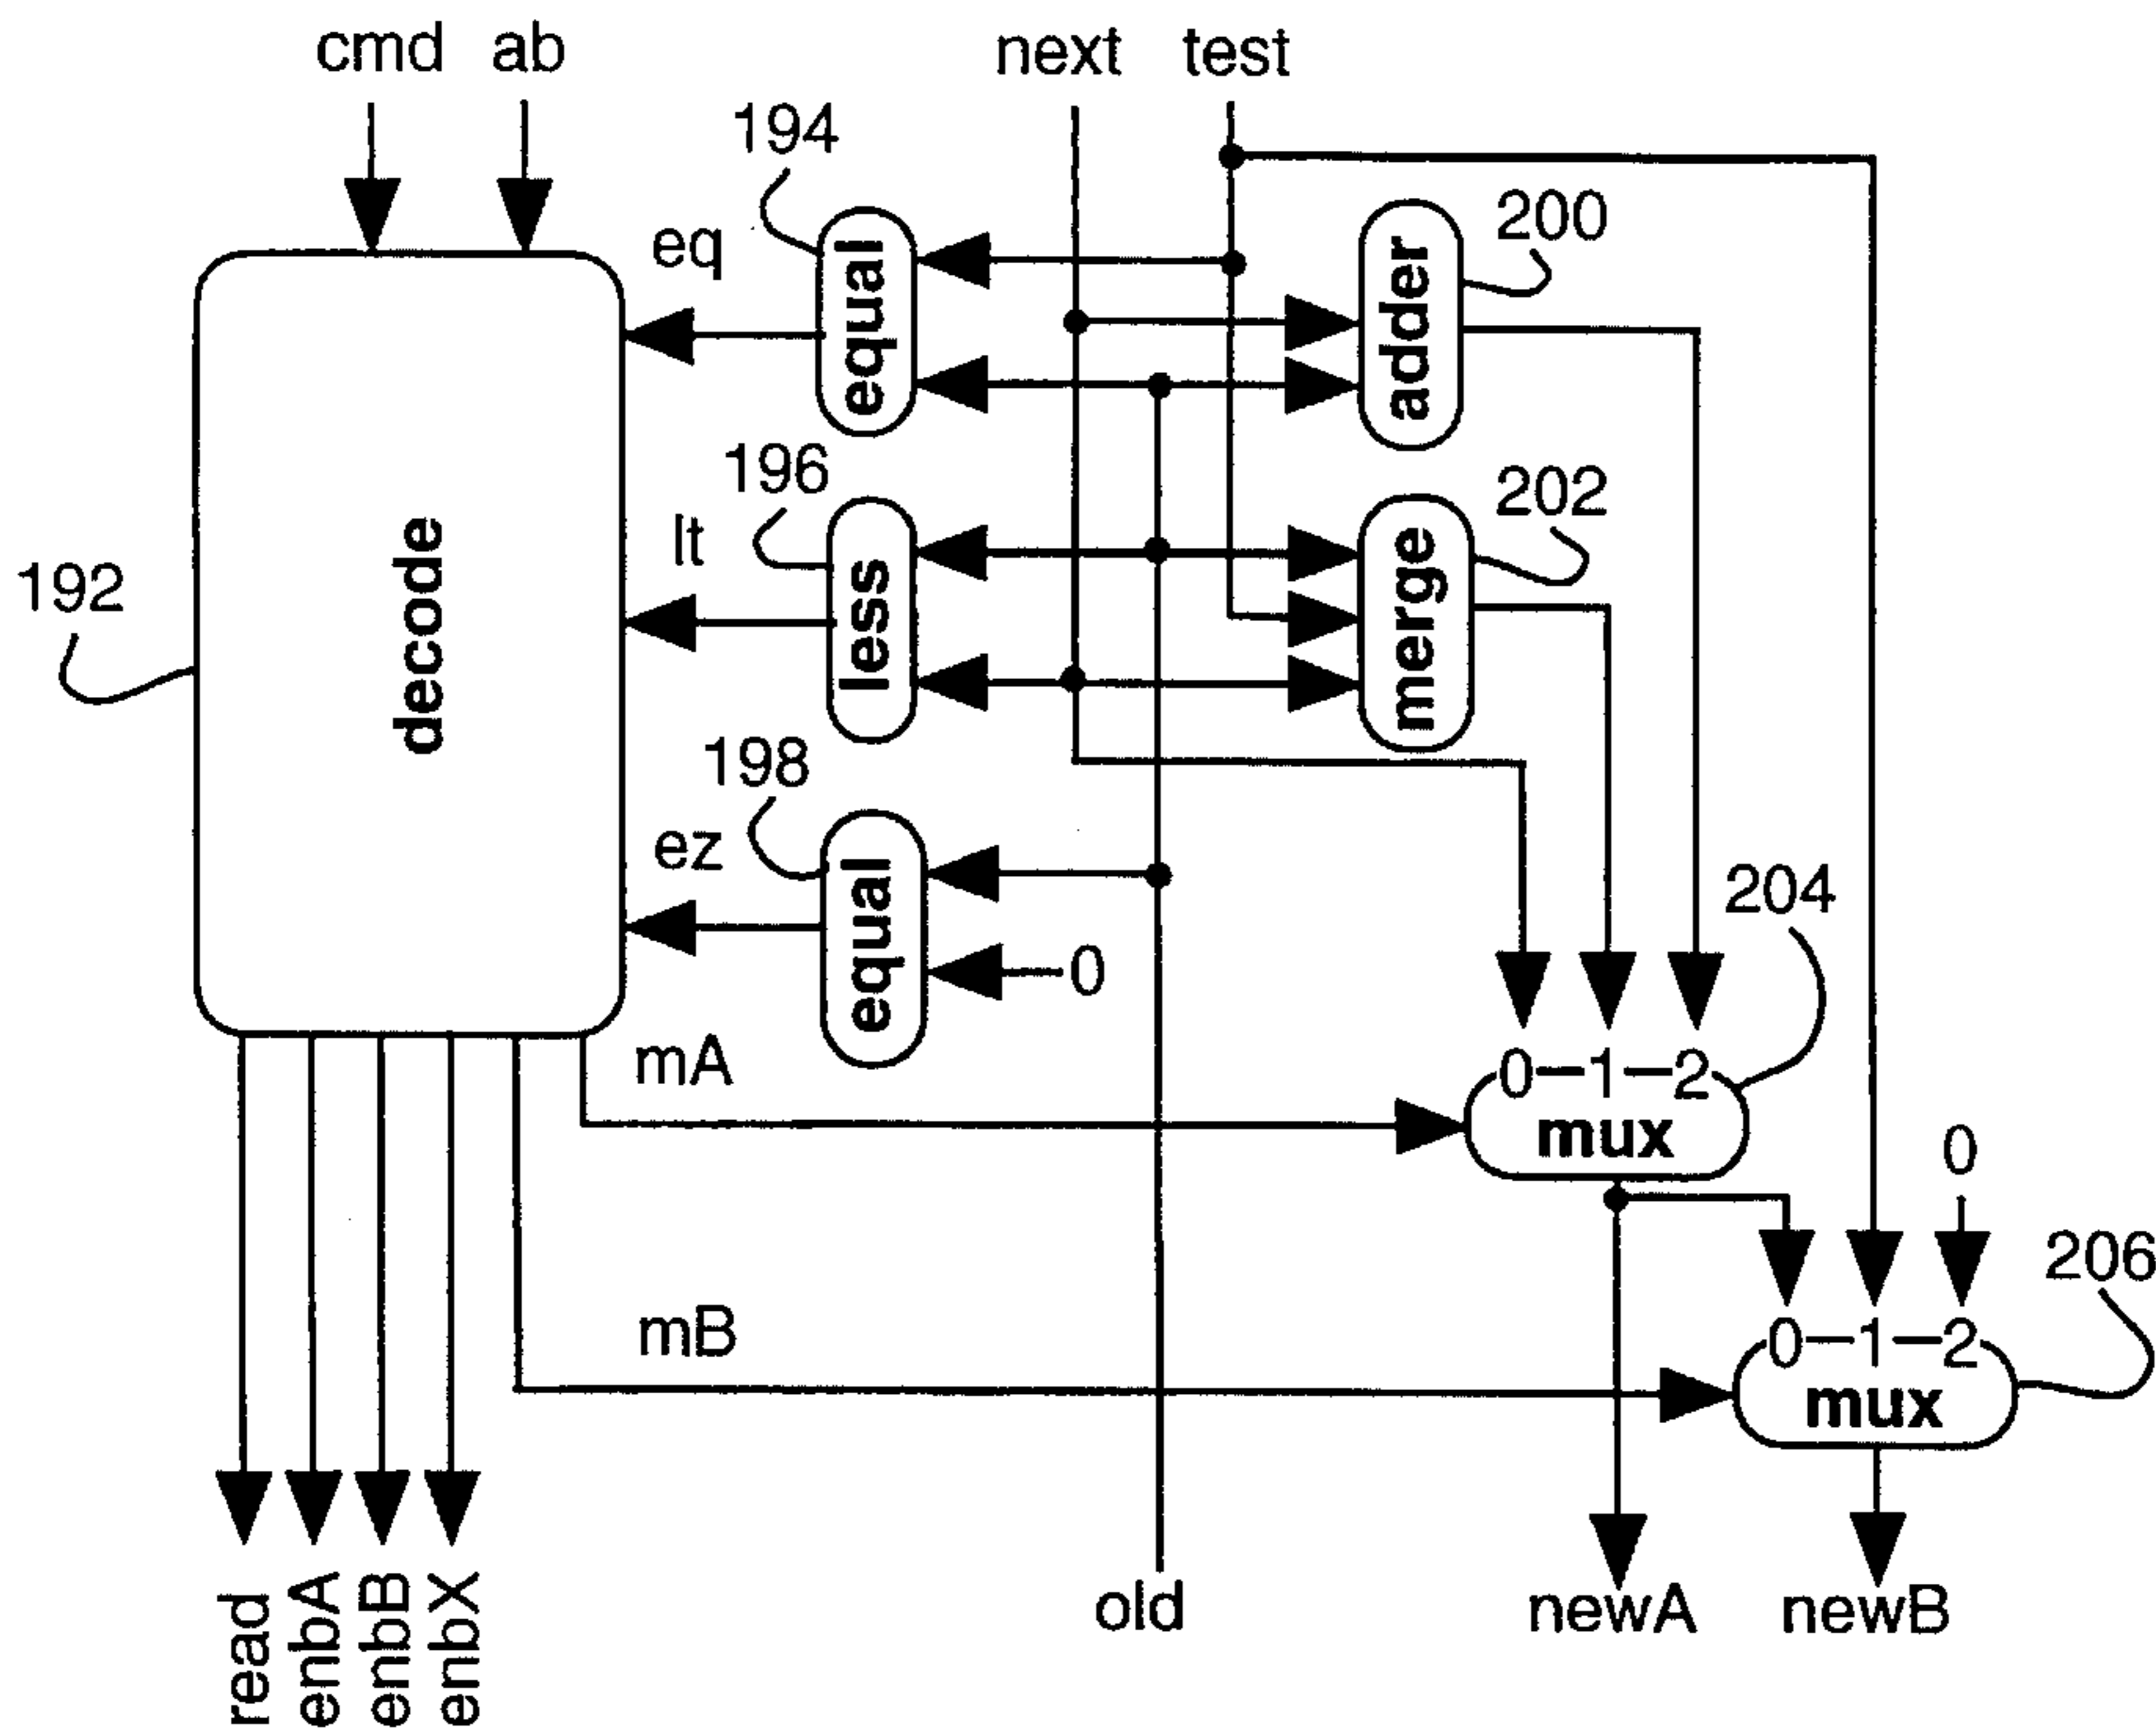 cmd ab next test
194
200
eq
equal
adder
196
202
lt
192
decode
less
merge
198
ez
equal
204
0
mA
0 1 2
mux
0
206
mB
0 1 2
mux
old newA newB
read
enbA
enbB
enbX